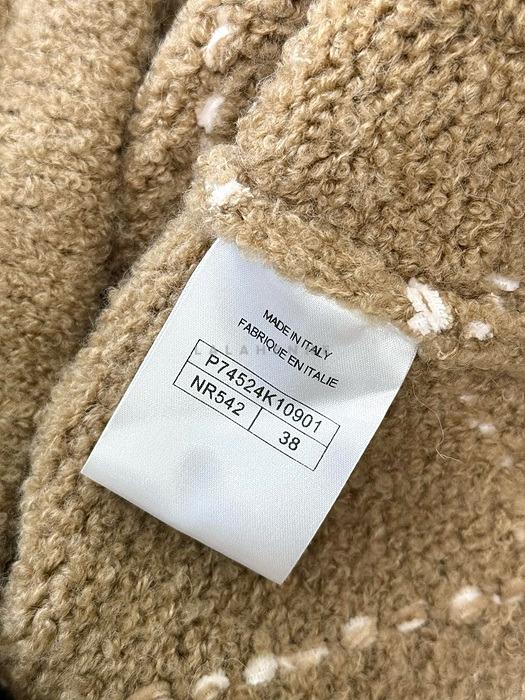 MADE IN ITALY
FABRIQUE EN ITALIE
P74524K10901
NR542 38